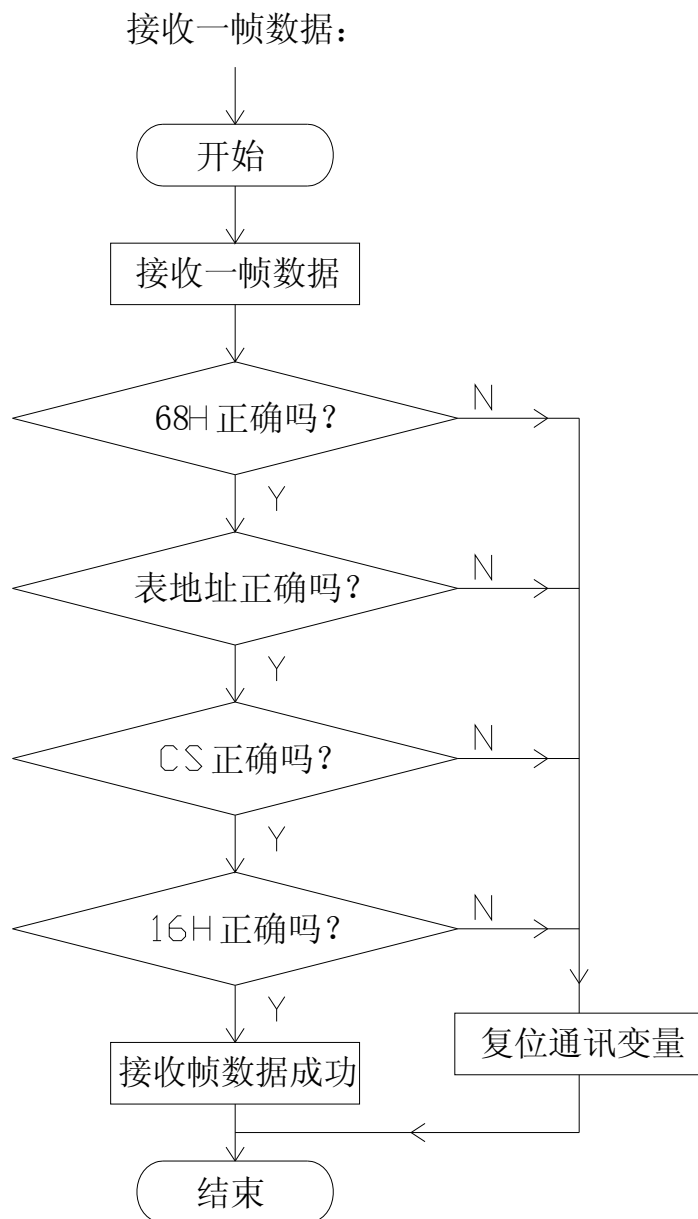 接收一帧数据：
开始
接收一帧数据
68H正确吗？
N
Y
表地址正确吗？
N
Y
CS正确吗？
N
Y
16H正确吗？
N
Y
接收帧数据成功
复位通讯变量
结束